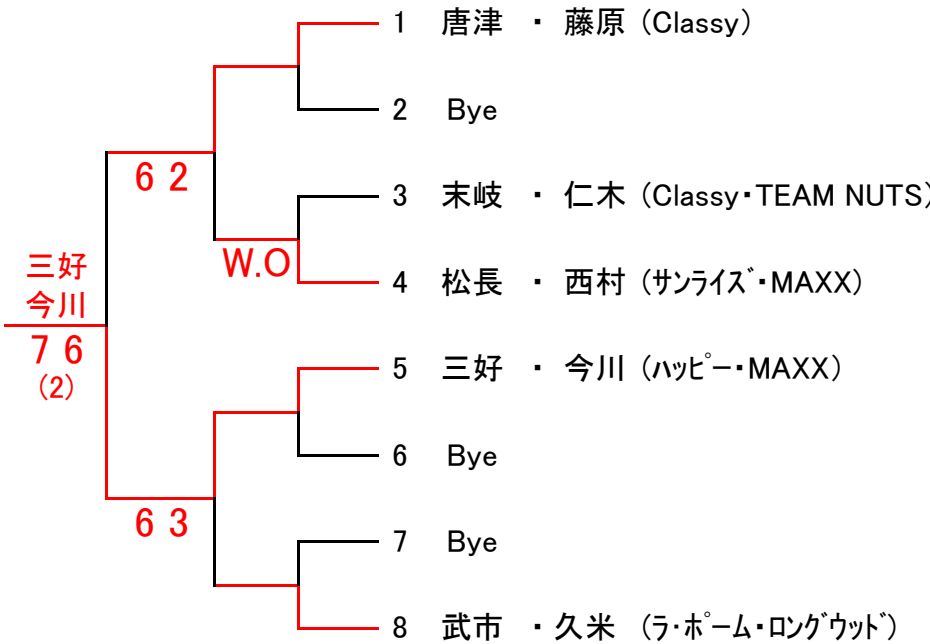 1 唐津 ・ 藤原 (Classy)
2 Bye
6 2
3 末岐 ・ 仁木 (Classy・TEAM NUTS)
W.O
4 松長 ・ 西村 (サンライズ・MAXX)
三好
今川
7 6
(2)
5 三好 ・ 今川 (ハッピー・MAXX)
6 Bye
6 3
7 Bye
8 武市 ・久米 (ラ・ポーム・ロングウッド)